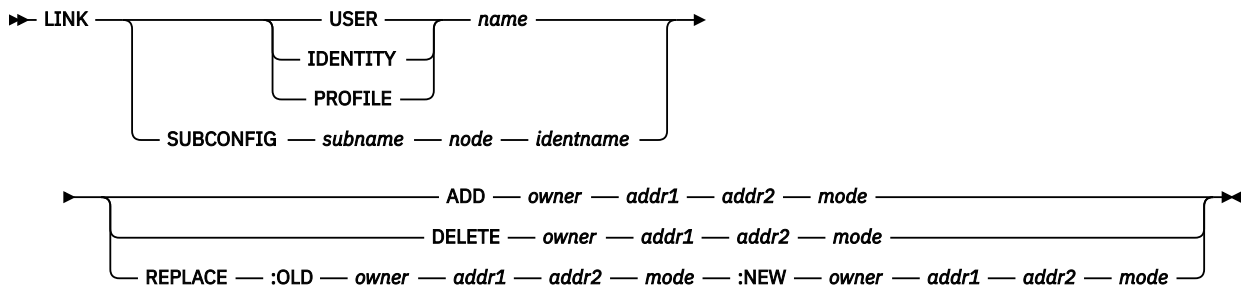 LINK USER name
IDENTITY
PROFILE
SUBCONFIG subname node identname
ADD owner addr1 addr2 mode
DELETE owner addr1 addr2 mode
REPLACE :OLD owner addr1 addr2 mode :NEW owner addr1 addr2 mode